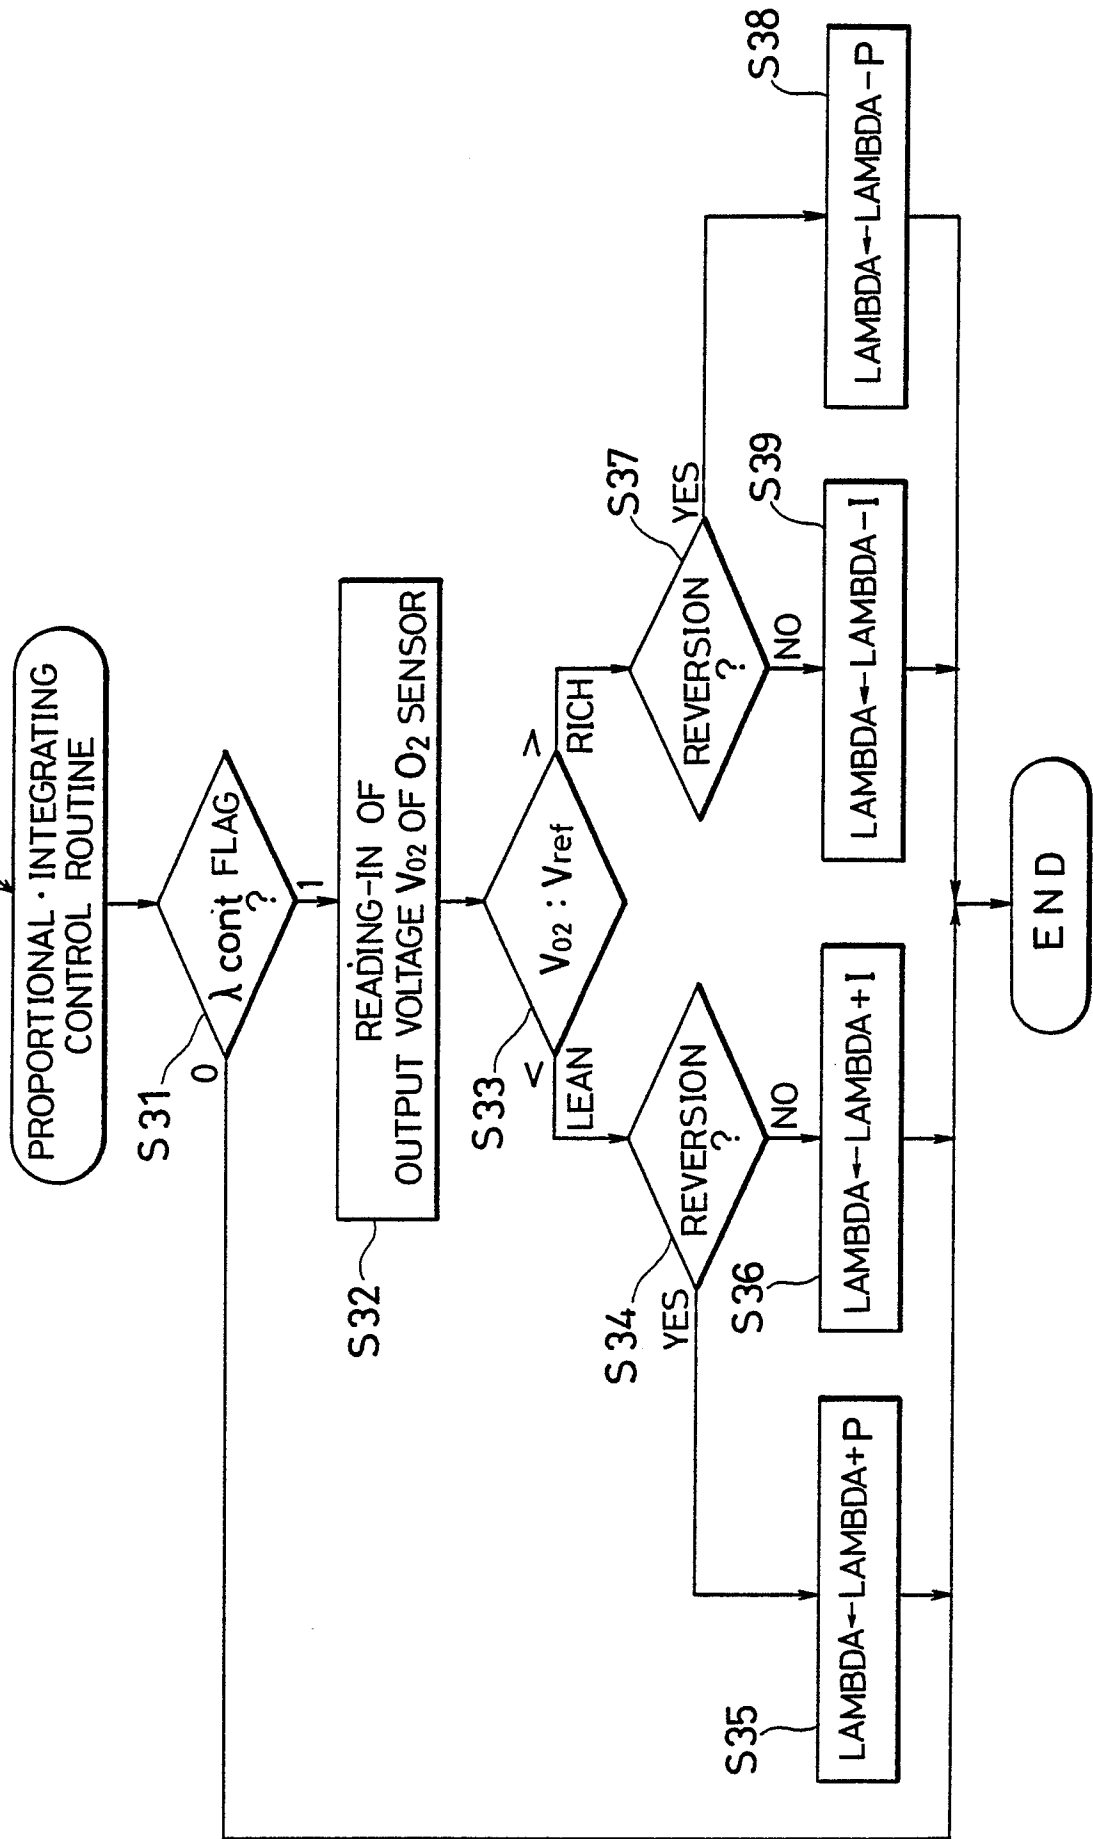 PROPORTIONAL·INTEGRATING
CONTROL ROUTINE
S31
λ cont FLAG
?
0
1
S32
READING-IN OF
OUTPUT VOLTAGE VO2 OF O2 SENSOR
S33
VO2 : Vref
<
LEAN
>
RICH
S34
REVERSION
?
YES
NO
S37
REVERSION
?
YES
NO
S35
LAMBDA←LAMBDA+P
S36
LAMBDA←LAMBDA+I
S39
LAMBDA←LAMBDA−I
S38
LAMBDA←LAMBDA−P
END